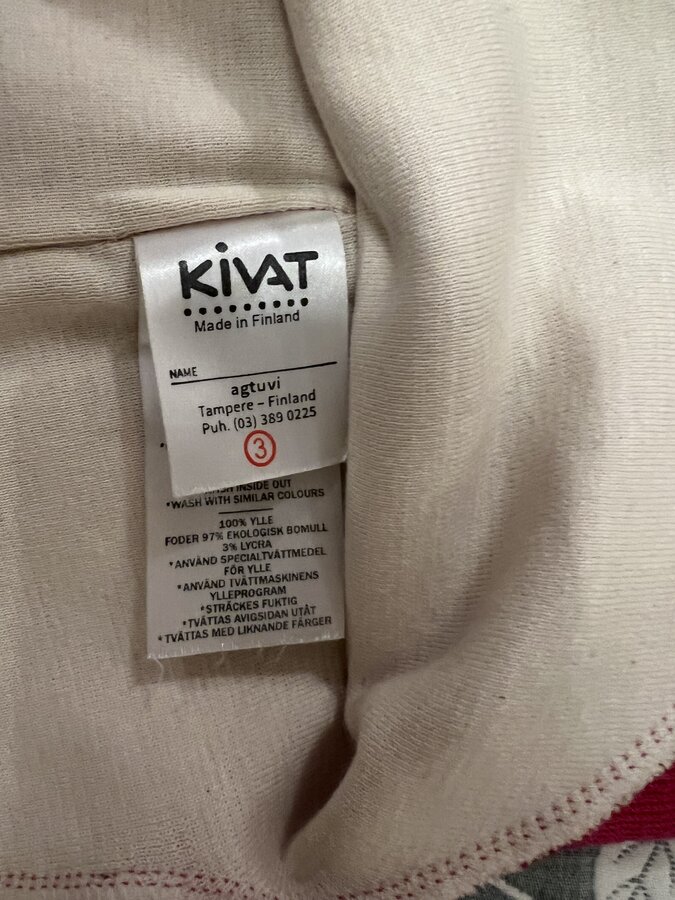 KiVAT
Made in Finland
NAME
agtuvi
Tampere – Finland
Puh. (03) 389 0225
3
INSIDE OUT
*WASH WITH SIMILAR COLOURS
100% YLLE
FODER 97% EKOLOGISK BOMULL
3% LYCRA
*ANVÄND SPECIALTVÄTTMEDEL
FÖR YLLE
*ANVÄND TVÄTTMASKINENS
YLLEPROGRAM
*STRÄCKES FUKTIG
*TVÄTTAS AVIGSIDAN UTÅT
*TVÄTTAS MED LIKNANDE FÄRGER